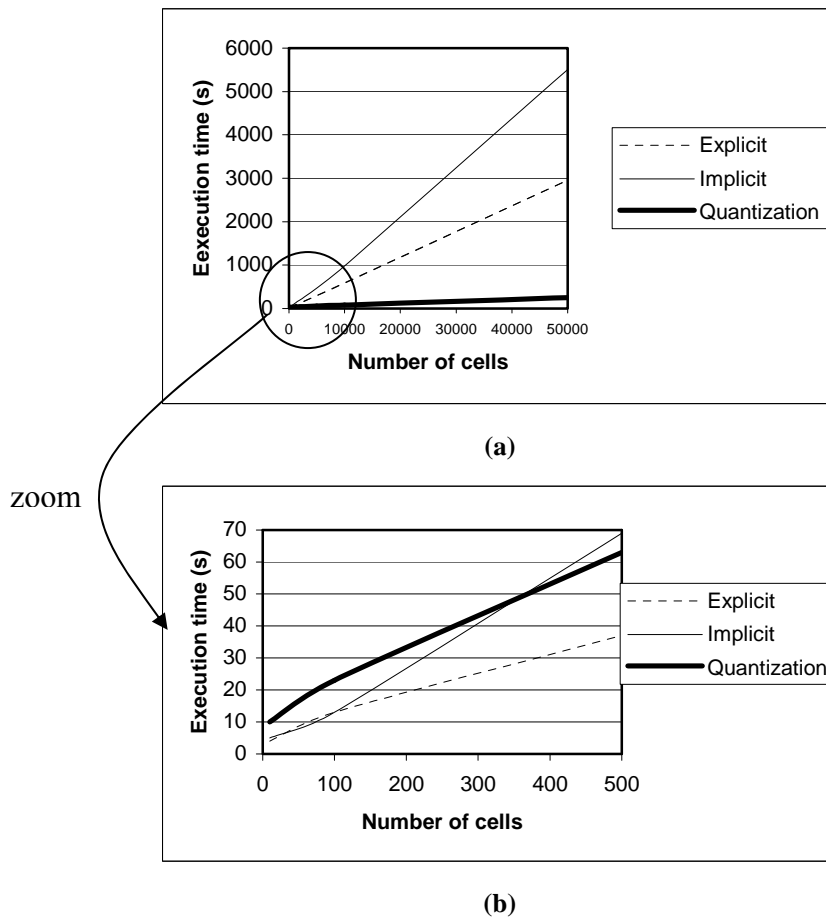 6000
5000
4000
3000
2000
1000
0
Eexecution time (s)
0 10000 20000 30000 40000 50000
Number of cells
Explicit
Implicit
Quantization
(a)
zoom
70
60
50
40
30
20
10
0
Execution time (s)
0 100 200 300 400 500
Number of cells
Explicit
Implicit
Quantization
(b)